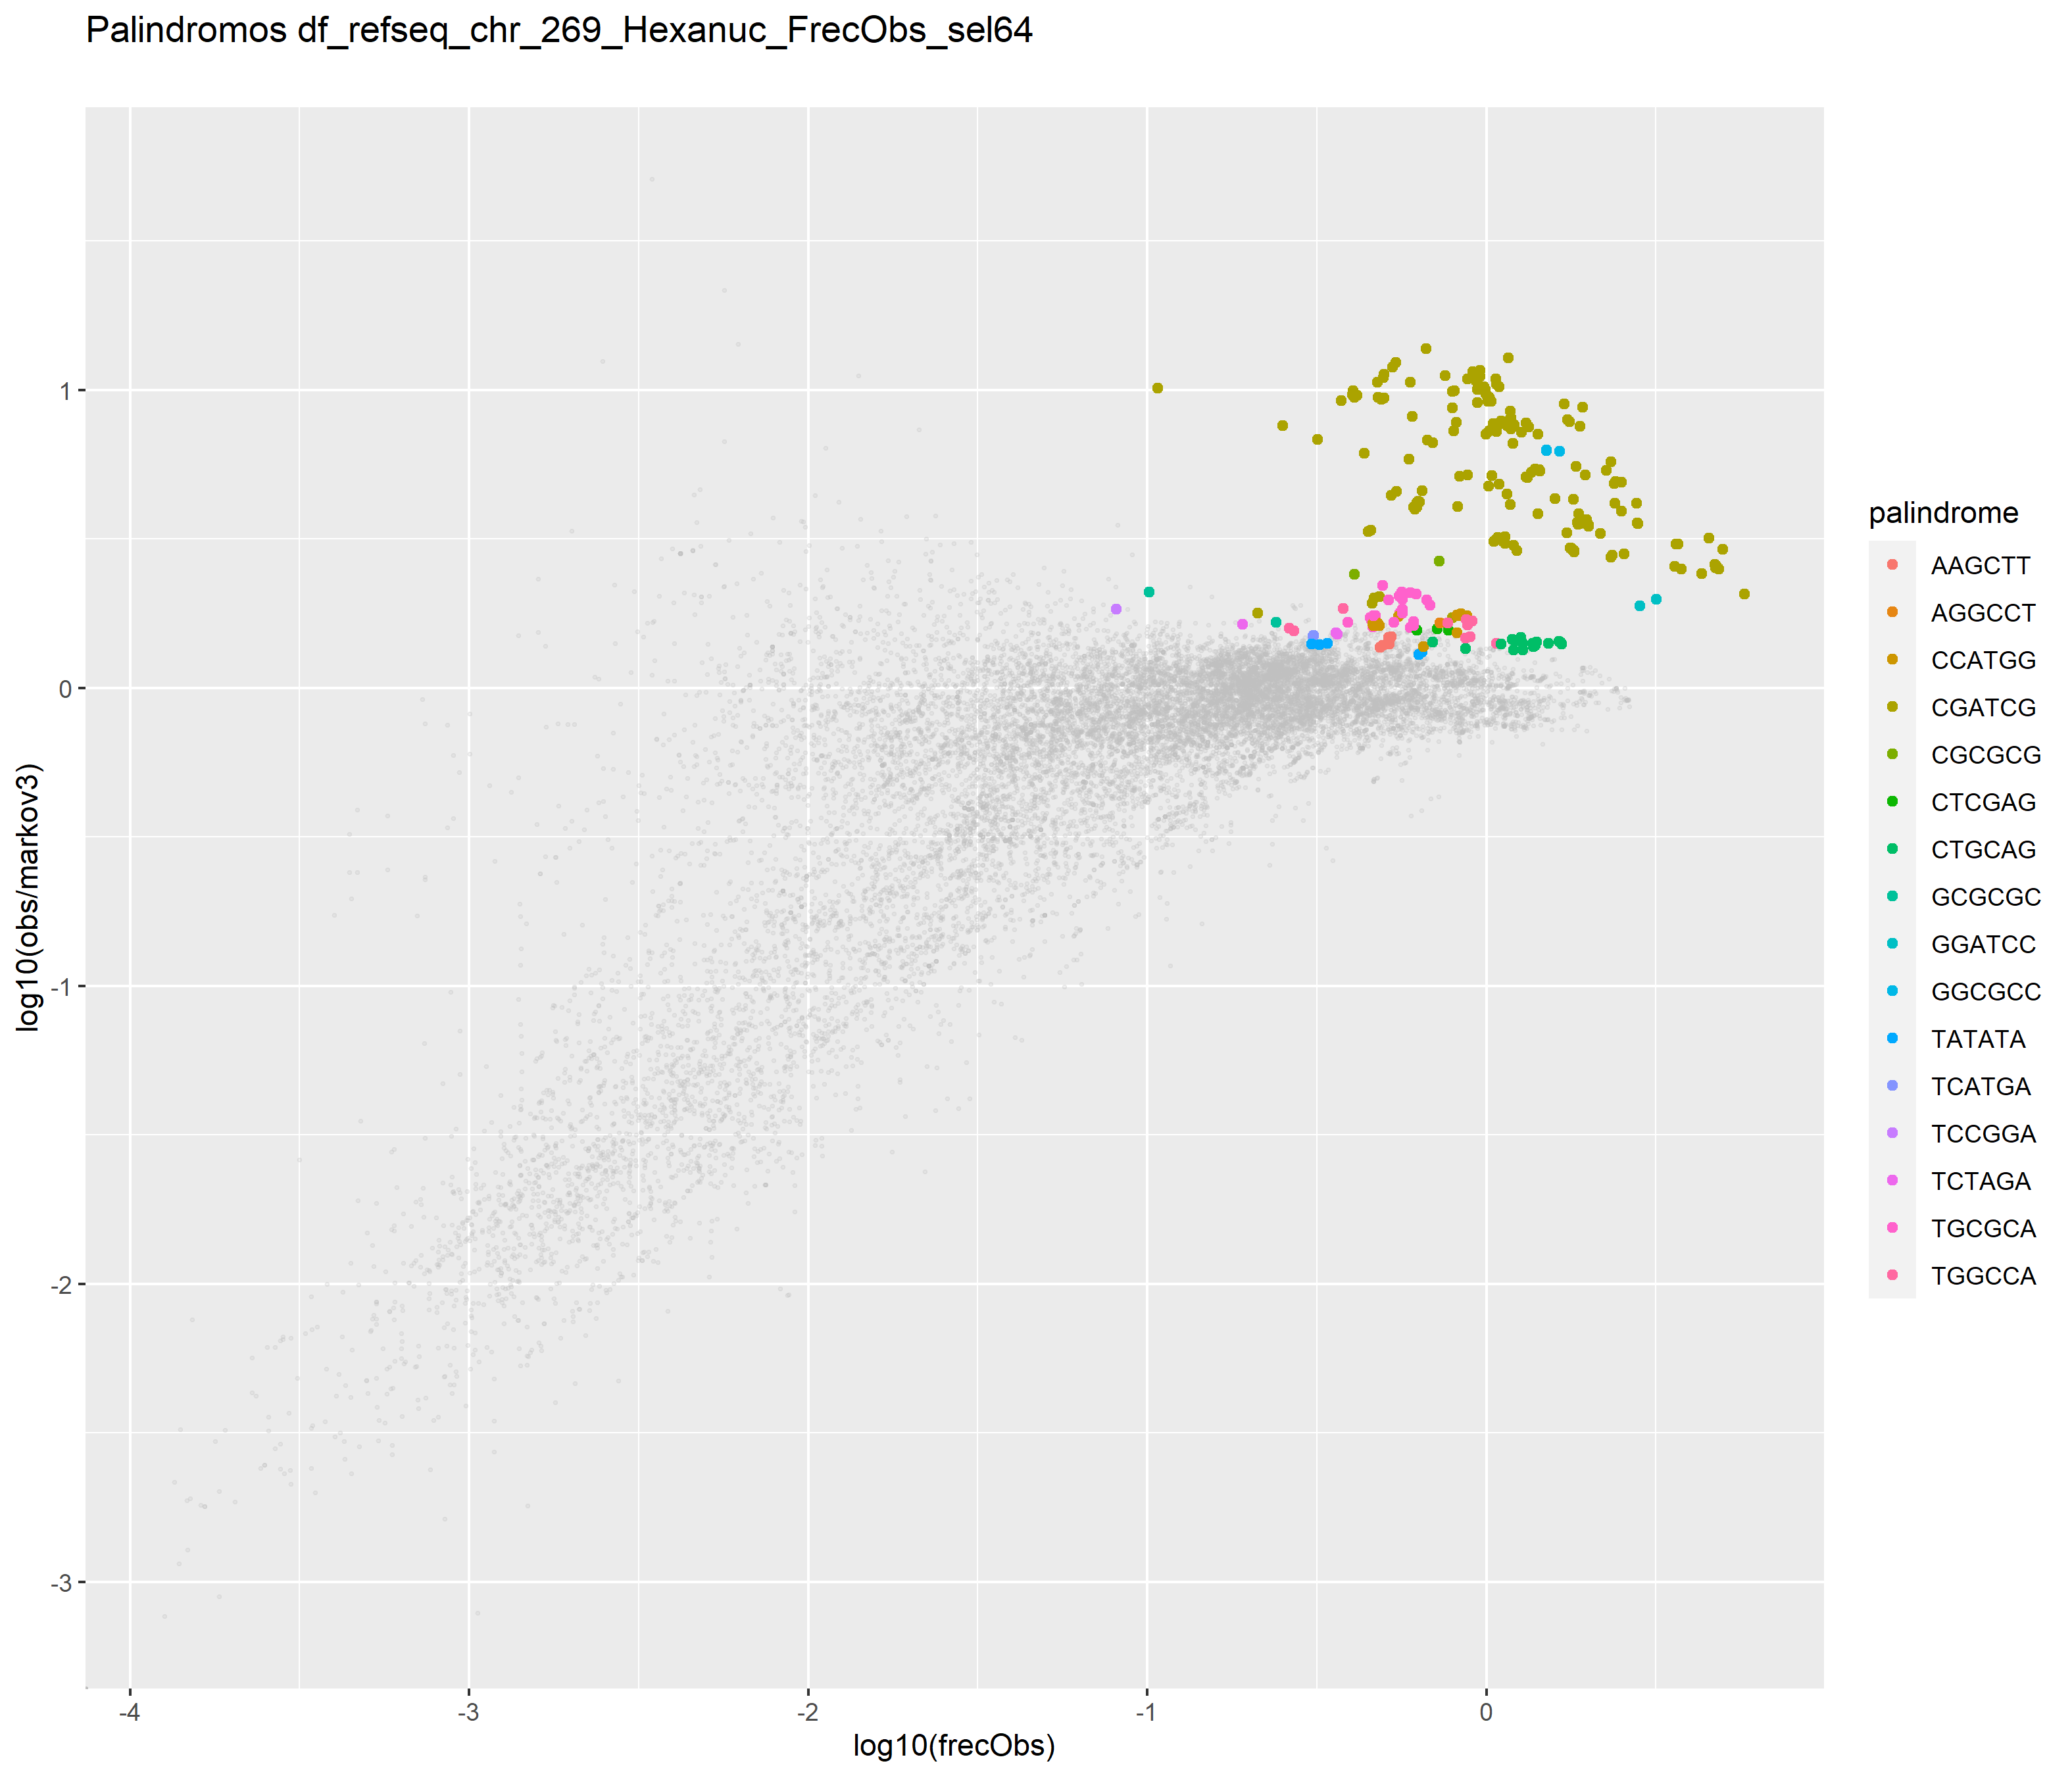 Palindromos df_refseq_chr_269_Hexanuc_FrecObs_sel64
log10(obs/markov3)
1
0
-1
-2
-3
-4
-3
-2
-1
0
log10(frecObs)
palindrome
AAGCTT
AGGCCT
CCATGG
CGATCG
CGCGCG
CTCGAG
CTGCAG
GCGCGC
GGATCC
GGCGCC
TATATA
TCATGA
TCCGGA
TCTAGA
TGCGCA
TGGCCA